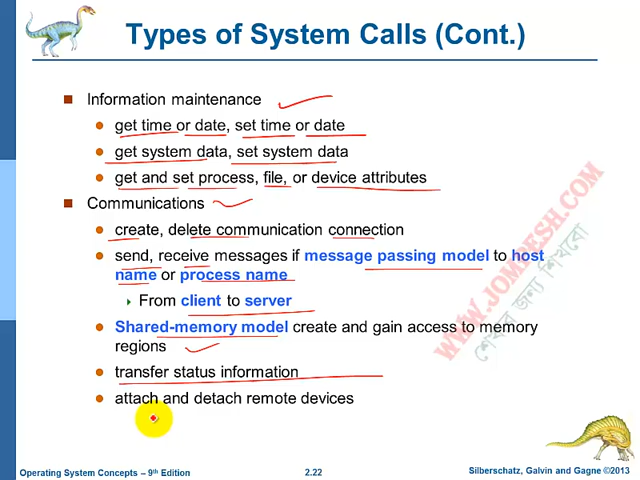 Types of System Calls (Cont.)
Information maintenance
get time or date, set time or date
get system data, set system data
get and set process, file, or device attributes
Communications
create, delete communication connection
send, receive messages if message passing model to host
name or process name
From client to server
Shared-memory model create and gain access to memory
regions
transfer status information
attach and detach remote devices
WWW.JOMPESH.COM
শেখার জন্য শিখবো
Operating System Concepts – 9th Edition
2.22
Silberschatz, Galvin and Gagne ©2013